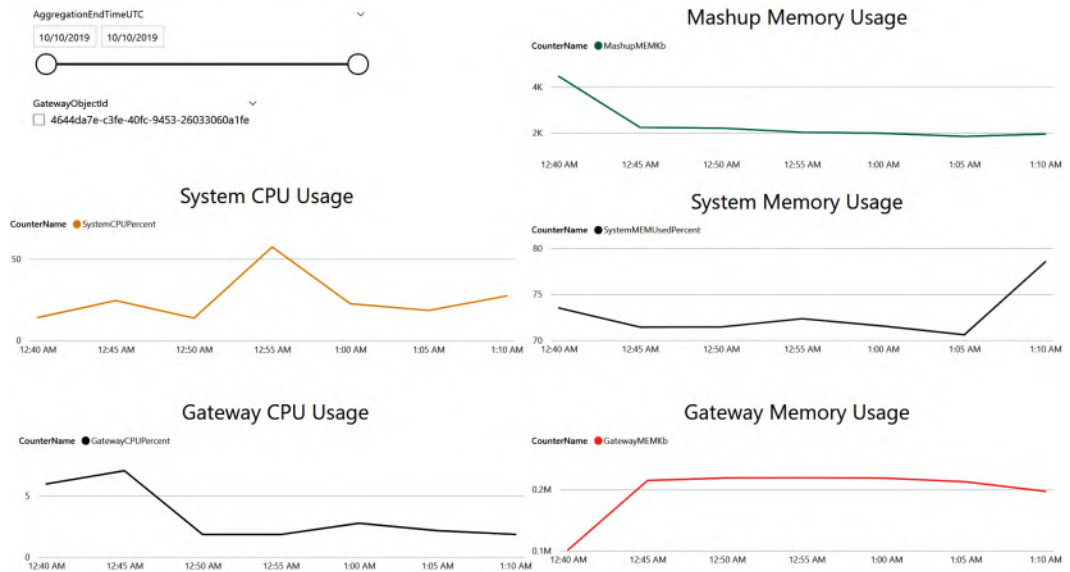 AggregationEndTimeUTC
10/10/2019 10/10/2019
GatewayObjectId
4644da7e-c3fe-40fc-9453-26033060a1fe
Mashup Memory Usage
CounterName MashupMEMKb
4K
2K
12:40 AM 12:45 AM 12:50 AM 12:55 AM 1:00 AM 1:05 AM 1:10 AM
System CPU Usage
CounterName SystemCPUPercent
50
0
12:40 AM 12:45 AM 12:50 AM 12:55 AM 1:00 AM 1:05 AM 1:10 AM
System Memory Usage
CounterName SystemMEMUsedPercent
80
75
70
12:40 AM 12:45 AM 12:50 AM 12:55 AM 1:00 AM 1:05 AM 1:10 AM
Gateway CPU Usage
CounterName GatewayCPUPercent
5
0
12:40 AM 12:45 AM 12:50 AM 12:55 AM 1:00 AM 1:05 AM 1:10 AM
Gateway Memory Usage
CounterName GatewayMEMKb
0.2M
0.1M
12:40 AM 12:45 AM 12:50 AM 12:55 AM 1:00 AM 1:05 AM 1:10 AM